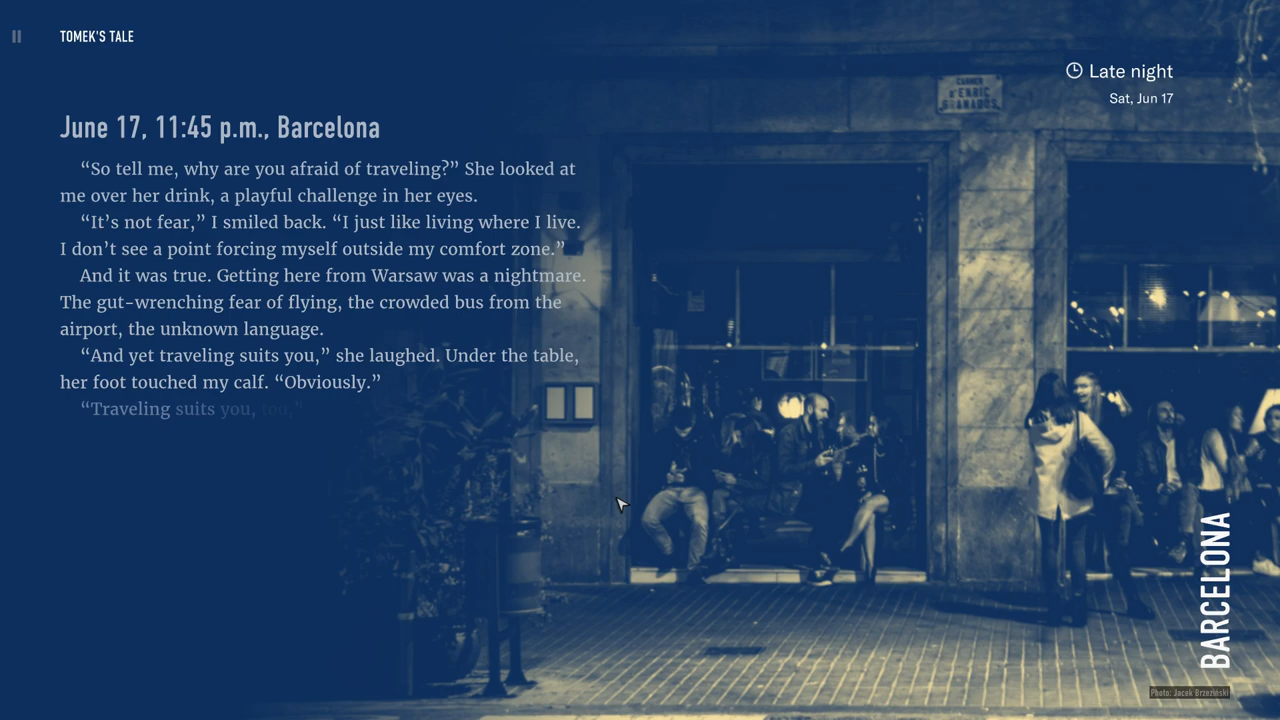 TOMEK'S TALE
Late night
Sat, Jun 17
CARRER
D'ENRIC
GRANADOS
June 17, 11:45 p.m., Barcelona
“So tell me, why are you afraid of traveling?” She looked at
me over her drink, a playful challenge in her eyes.
“It’s not fear,” I smiled back. “I just like living where I live.
I don’t see a point forcing myself outside my comfort zone.”
And it was true. Getting here from Warsaw was a nightmare.
The gut-wrenching fear of flying, the crowded bus from the
airport, the unknown language.
“And yet traveling suits you,” she laughed. Under the table,
her foot touched my calf. “Obviously.”
“Traveling suits you, too,”
BARCELONA
Photo: Jacek Brzeziński